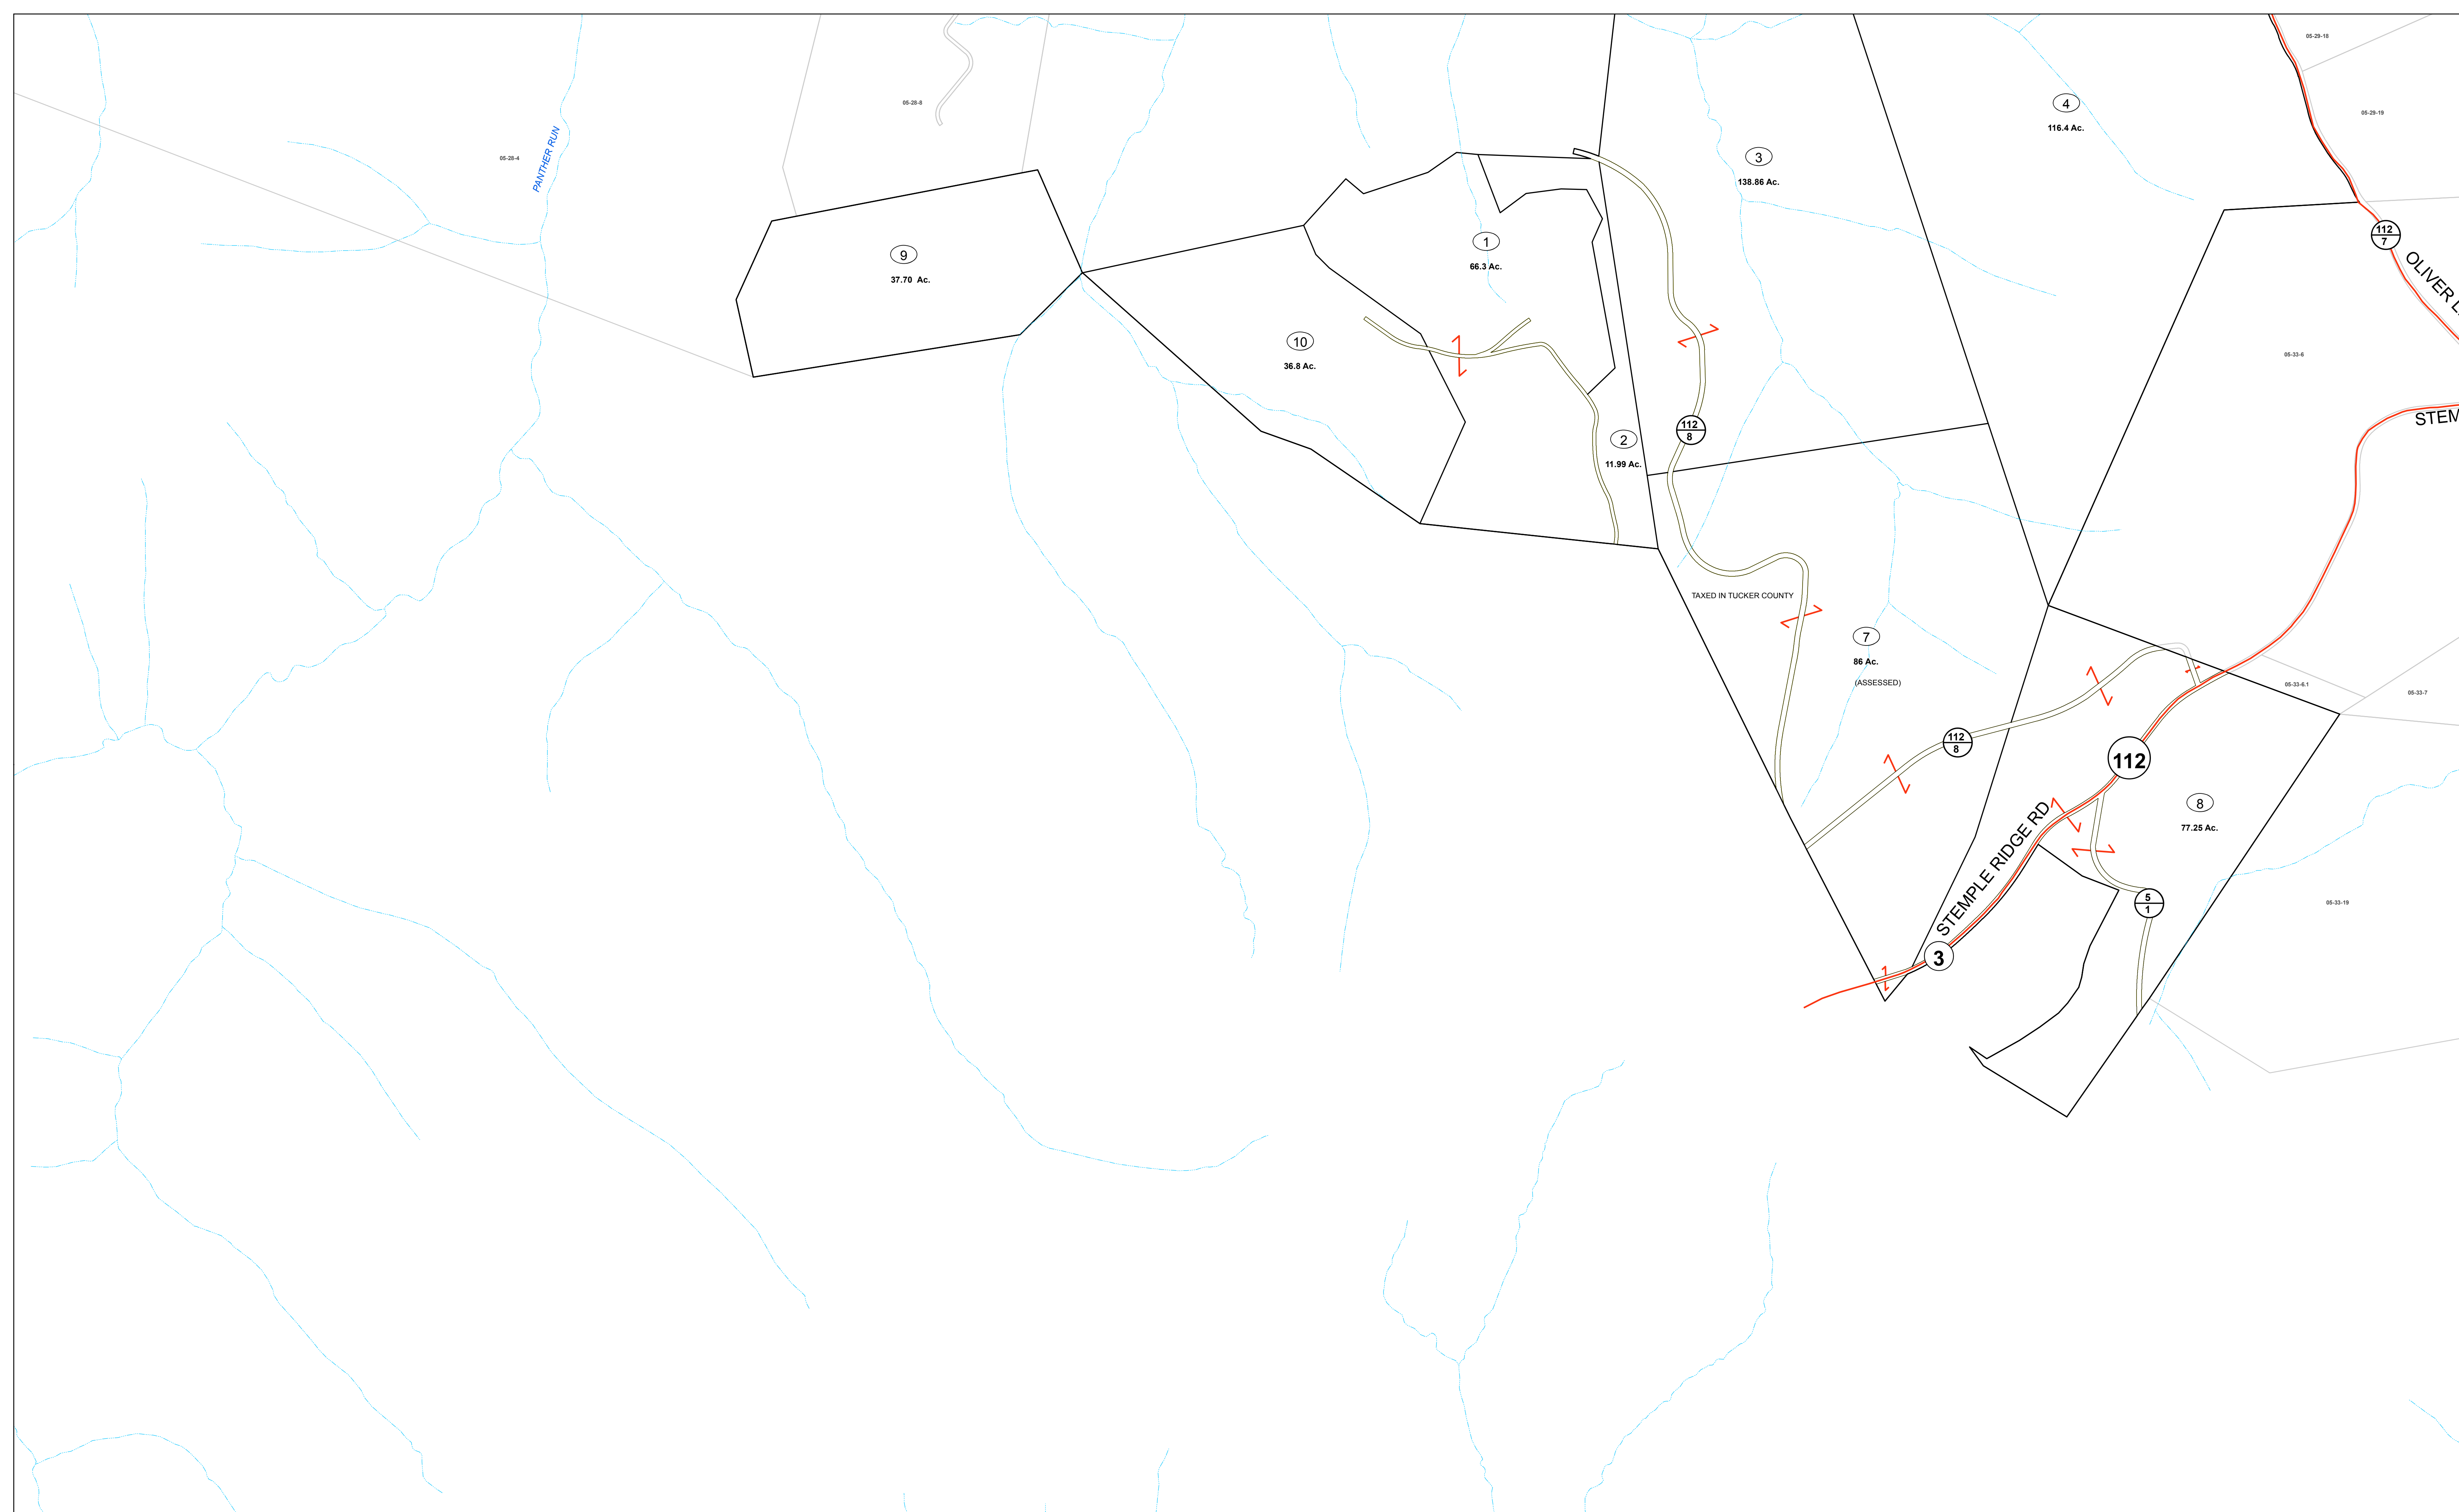 05-29-18
05-28-8
4
05-29-19
116.4 Ac.
05-28-4
PANTHER RUN
3
138.86 Ac.
112
7
1
9
66.3 Ac.
37.70 Ac.
OLIVER
10
05-33-6
36.8 Ac.
STEM
112
8
2
11.99 Ac.
TAXED IN TUCKER COUNTY
7
86 Ac.
(ASSESSED)
05-33-6.1
05-33-7
112
8
112
8
77.25 Ac.
STEMPLE RIDGE RD
5
1
05-33-19
3